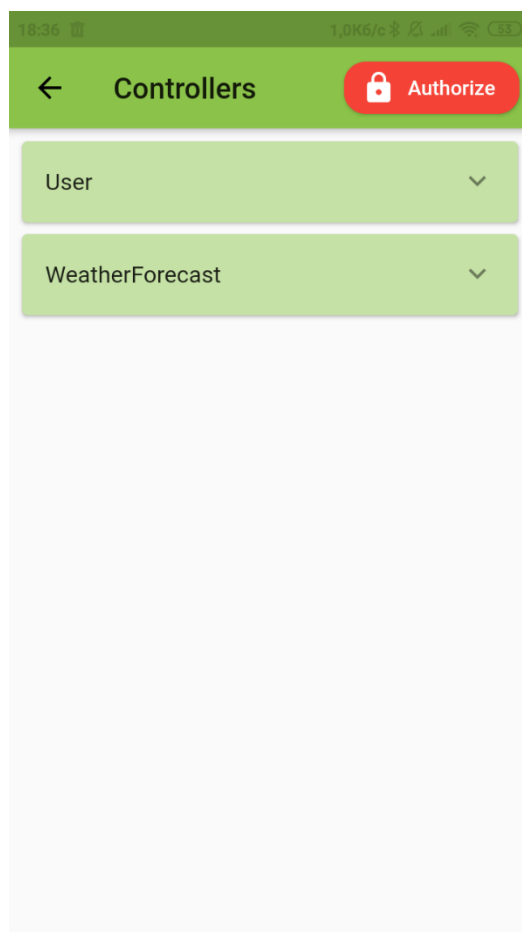 18:36 1,0Кб/с 53
Controllers Authorize
User
WeatherForecast